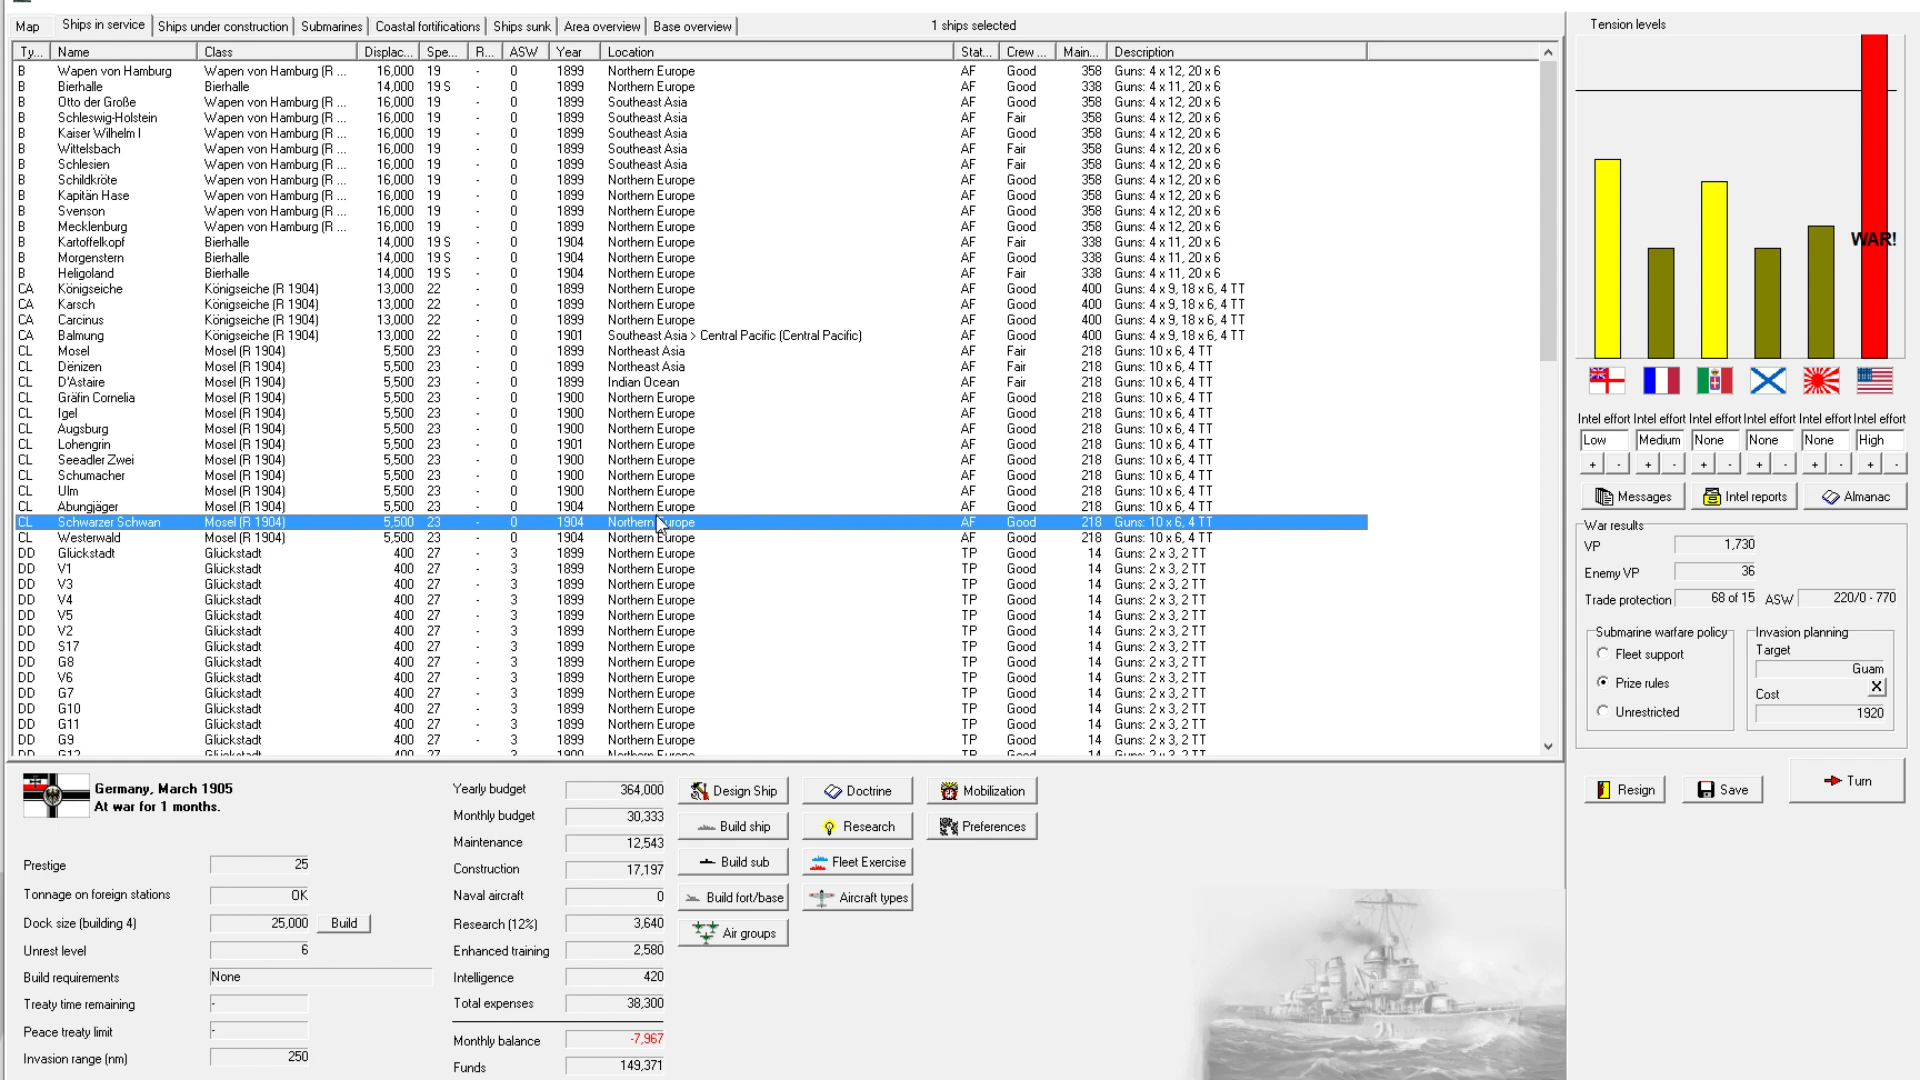 Map Ships in service Ships under construction Submarines Coastal fortifications Ships sunk Area overview Base overview 1 ships selected
Ty... Name Class Displac... Spe... R... ASW Year Location Stat... Crew ... Main... Description
B Wapen von Hamburg Wapen von Hamburg (R ... 16,000 19 - 0 1899 Northern Europe AF Good 358 Guns: 4 x 12, 20 x 6
B Bierhalle Bierhalle 14,000 19 S - 0 1899 Northern Europe AF Good 338 Guns: 4 x 11, 20 x 6
B Otto der Große Wapen von Hamburg (R ... 16,000 19 - 0 1899 Southeast Asia AF Good 358 Guns: 4 x 12, 20 x 6
B Schleswig-Holstein Wapen von Hamburg (R ... 16,000 19 - 0 1899 Southeast Asia AF Fair 358 Guns: 4 x 12, 20 x 6
B Kaiser Wilhelm I Wapen von Hamburg (R ... 16,000 19 - 0 1899 Southeast Asia AF Good 358 Guns: 4 x 12, 20 x 6
B Wittelsbach Wapen von Hamburg (R ... 16,000 19 - 0 1899 Southeast Asia AF Fair 358 Guns: 4 x 12, 20 x 6
B Schlesien Wapen von Hamburg (R ... 16,000 19 - 0 1899 Southeast Asia AF Fair 358 Guns: 4 x 12, 20 x 6
B Schildkröte Wapen von Hamburg (R ... 16,000 19 - 0 1899 Northern Europe AF Good 358 Guns: 4 x 12, 20 x 6
B Kapitän Hase Wapen von Hamburg (R ... 16,000 19 - 0 1899 Northern Europe AF Good 358 Guns: 4 x 12, 20 x 6
B Svenson Wapen von Hamburg (R ... 16,000 19 - 0 1899 Northern Europe AF Good 358 Guns: 4 x 12, 20 x 6
B Mecklenburg Wapen von Hamburg (R ... 16,000 19 - 0 1899 Northern Europe AF Good 358 Guns: 4 x 12, 20 x 6
B Kartoffelkopf Bierhalle 14,000 19 S - 0 1904 Northern Europe AF Fair 338 Guns: 4 x 11, 20 x 6
B Morgenstern Bierhalle 14,000 19 S - 0 1904 Northern Europe AF Good 338 Guns: 4 x 11, 20 x 6
B Heligoland Bierhalle 14,000 19 S - 0 1904 Northern Europe AF Fair 338 Guns: 4 x 11, 20 x 6
CA Königseiche Königseiche (R 1904) 13,000 22 - 0 1899 Northern Europe AF Good 400 Guns: 4 x 9, 18 x 6, 4 TT
CA Karsch Königseiche (R 1904) 13,000 22 - 0 1899 Northern Europe AF Good 400 Guns: 4 x 9, 18 x 6, 4 TT
CA Carcinus Königseiche (R 1904) 13,000 22 - 0 1899 Northern Europe AF Good 400 Guns: 4 x 9, 18 x 6, 4 TT
CA Balmung Königseiche (R 1904) 13,000 22 - 0 1901 Southeast Asia > Central Pacific (Central Pacific) AF Good 400 Guns: 4 x 9, 18 x 6, 4 TT
CL Mosel Mosel (R 1904) 5,500 23 - 0 1899 Northeast Asia AF Fair 218 Guns: 10 x 6, 4 TT
CL Denizen Mosel (R 1904) 5,500 23 - 0 1899 Northeast Asia AF Fair 218 Guns: 10 x 6, 4 TT
CL D'Astaire Mosel (R 1904) 5,500 23 - 0 1899 Indian Ocean AF Fair 218 Guns: 10 x 6, 4 TT
CL Gräfin Cornelia Mosel (R 1904) 5,500 23 - 0 1900 Northern Europe AF Good 218 Guns: 10 x 6, 4 TT
CL Igel Mosel (R 1904) 5,500 23 - 0 1900 Northern Europe AF Good 218 Guns: 10 x 6, 4 TT
CL Augsburg Mosel (R 1904) 5,500 23 - 0 1900 Northern Europe AF Good 218 Guns: 10 x 6, 4 TT
CL Lohengrin Mosel (R 1904) 5,500 23 - 0 1901 Northern Europe AF Good 218 Guns: 10 x 6, 4 TT
CL Seeadler Zwei Mosel (R 1904) 5,500 23 - 0 1900 Northern Europe AF Good 218 Guns: 10 x 6, 4 TT
CL Schumacher Mosel (R 1904) 5,500 23 - 0 1900 Northern Europe AF Good 218 Guns: 10 x 6, 4 TT
CL Ulm Mosel (R 1904) 5,500 23 - 0 1900 Northern Europe AF Good 218 Guns: 10 x 6, 4 TT
CL Abungjäger Mosel (R 1904) 5,500 23 - 0 1904 Northern Europe AF Good 218 Guns: 10 x 6, 4 TT
CL Schwarzer Schwan Mosel (R 1904) 5,500 23 - 0 1904 Northern Europe AF Good 218 Guns: 10 x 6, 4 TT
CL Westerwald Mosel (R 1904) 5,500 23 - 0 1904 Northern Europe AF Good 218 Guns: 10 x 6, 4 TT
DD Glückstadt Glückstadt 400 27 - 3 1899 Northern Europe TP Good 14 Guns: 2 x 3, 2 TT
DD V1 Glückstadt 400 27 - 3 1899 Northern Europe TP Good 14 Guns: 2 x 3, 2 TT
DD V3 Glückstadt 400 27 - 3 1899 Northern Europe TP Good 14 Guns: 2 x 3, 2 TT
DD V4 Glückstadt 400 27 - 3 1899 Northern Europe TP Good 14 Guns: 2 x 3, 2 TT
DD V5 Glückstadt 400 27 - 3 1899 Northern Europe TP Good 14 Guns: 2 x 3, 2 TT
DD V2 Glückstadt 400 27 - 3 1899 Northern Europe TP Good 14 Guns: 2 x 3, 2 TT
DD S17 Glückstadt 400 27 - 3 1899 Northern Europe TP Good 14 Guns: 2 x 3, 2 TT
DD G8 Glückstadt 400 27 - 3 1899 Northern Europe TP Good 14 Guns: 2 x 3, 2 TT
DD V6 Glückstadt 400 27 - 3 1899 Northern Europe TP Good 14 Guns: 2 x 3, 2 TT
DD G7 Glückstadt 400 27 - 3 1899 Northern Europe TP Good 14 Guns: 2 x 3, 2 TT
DD G10 Glückstadt 400 27 - 3 1899 Northern Europe TP Good 14 Guns: 2 x 3, 2 TT
DD G11 Glückstadt 400 27 - 3 1899 Northern Europe TP Good 14 Guns: 2 x 3, 2 TT
DD G9 Glückstadt 400 27 - 3 1899 Northern Europe TP Good 14 Guns: 2 x 3, 2 TT
DD G12 Glückstadt 400 27 - 3 1900 Northern Europe TP Good 14 Guns: 2 x 3, 2 TT
Tension levels
WAR!
Intel effort Intel effort Intel effort Intel effort Intel effort Intel effort
Low Medium None None None High
+ - + - + - + - + - + -
Messages Intel reports Almanac
War results
VP 1,730
Enemy VP 36
Trade protection 68 of 15 ASW 220/0 - 770
Submarine warfare policy
Fleet support
Prize rules
Unrestricted
Invasion planning
Target
Guam
X
Cost
1920
Resign Save Turn
Germany, March 1905
At war for 1 months.
Prestige 25
Tonnage on foreign stations OK
Dock size (building 4) 25,000 Build
Unrest level 6
Build requirements None
Treaty time remaining -
Peace treaty limit -
Invasion range (nm) 250
Yearly budget 364,000
Monthly budget 30,333
Maintenance 12,543
Construction 17,197
Naval aircraft 0
Research (12%) 3,640
Enhanced training 2,580
Intelligence 420
Total expenses 38,300
Monthly balance -7,967
Funds 149,371
Design Ship Doctrine Mobilization
Build ship Research Preferences
Build sub Fleet Exercise
Build fort/base Aircraft types
Air groups